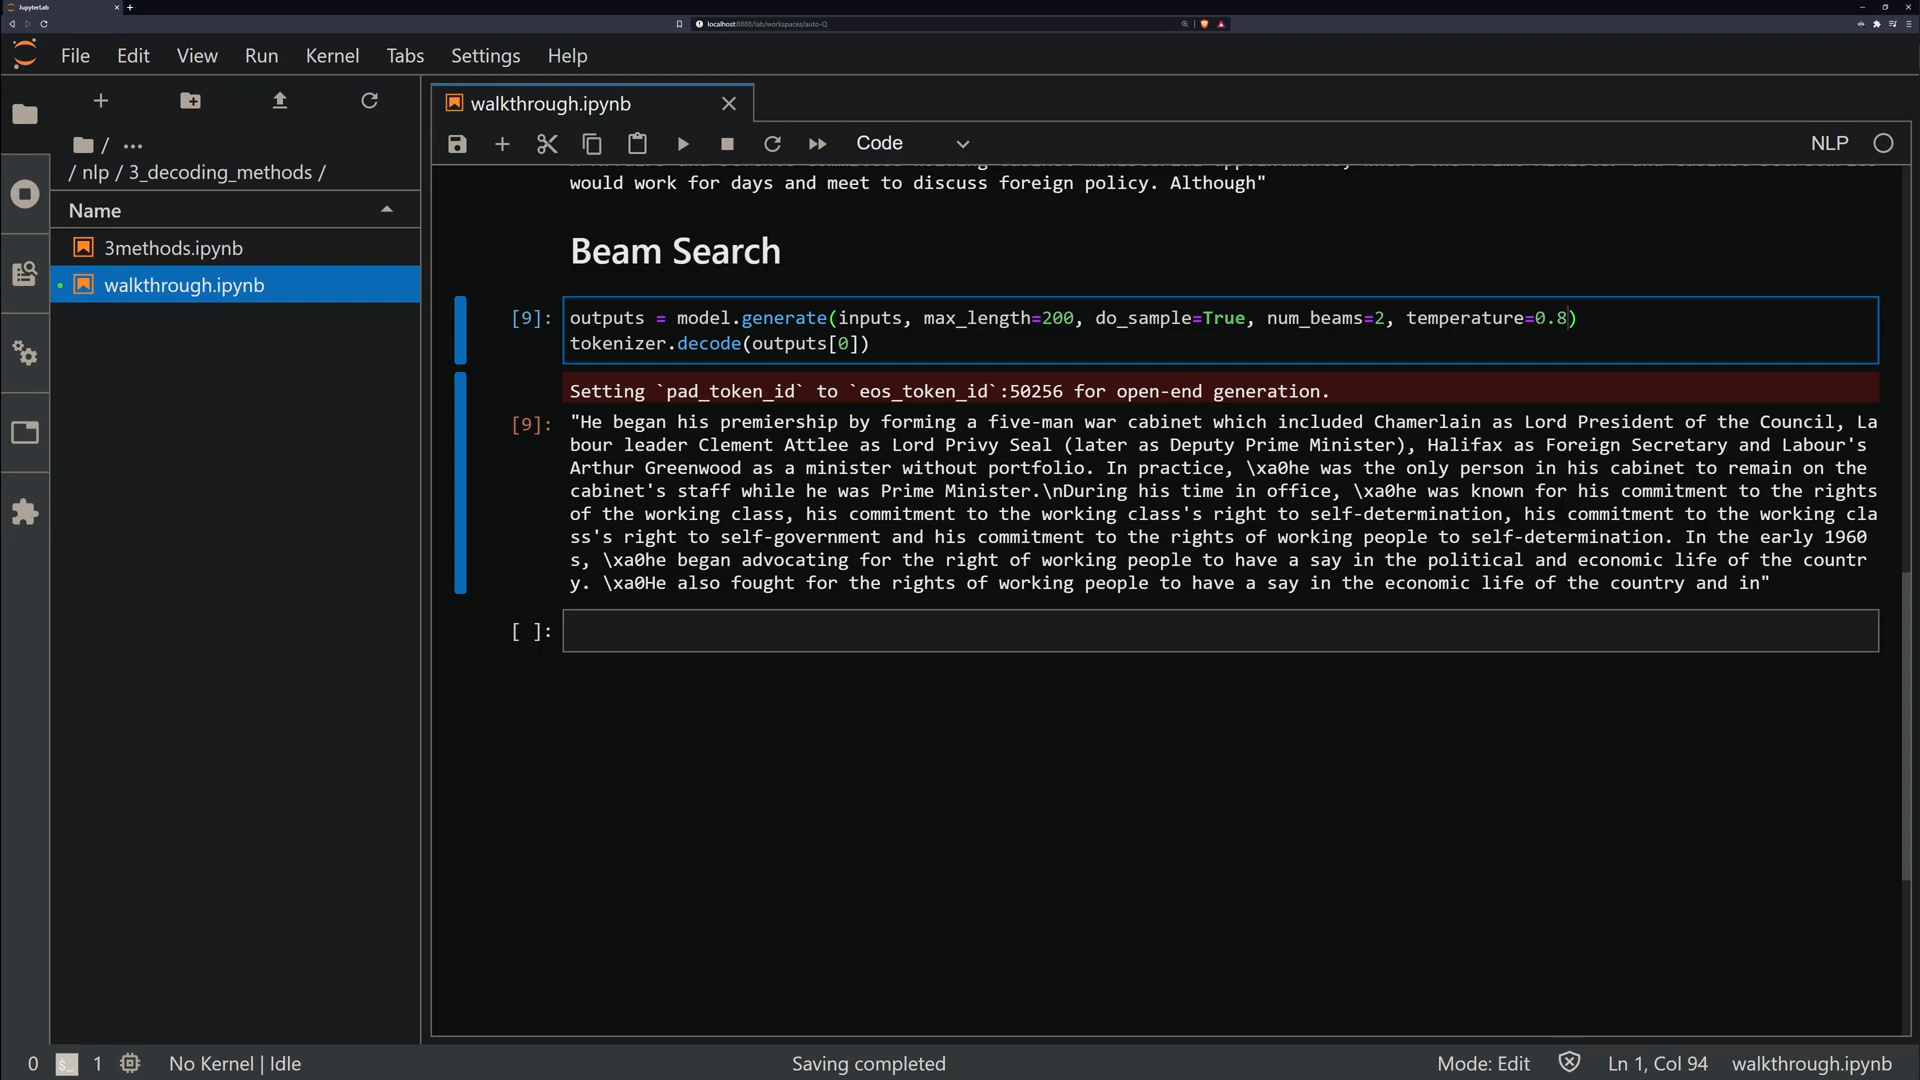 JupyterLab
localhost:8888/lab/workspaces/auto-Q
File Edit View Run Kernel Tabs Settings Help
walkthrough.ipynb
/ ...
/ nlp / 3_decoding_methods /
Code
NLP
Name
3methods.ipynb
walkthrough.ipynb
would work for days and meet to discuss foreign policy. Although"
Beam Search
[9]: outputs = model.generate(inputs, max_length=200, do_sample=True, num_beams=2, temperature=0.8)
tokenizer.decode(outputs[0])
Setting `pad_token_id` to `eos_token_id`:50256 for open-end generation.
[9]: "He began his premiership by forming a five-man war cabinet which included Chamerlain as Lord President of the Council, La
bour leader Clement Attlee as Lord Privy Seal (later as Deputy Prime Minister), Halifax as Foreign Secretary and Labour's
Arthur Greenwood as a minister without portfolio. In practice, \xa0he was the only person in his cabinet to remain on the
cabinet's staff while he was Prime Minister.\nDuring his time in office, \xa0he was known for his commitment to the rights
of the working class, his commitment to the working class's right to self-determination, his commitment to the working cla
ss's right to self-government and his commitment to the rights of working people to self-determination. In the early 1960
s, \xa0he began advocating for the right of working people to have a say in the political and economic life of the countr
y. \xa0He also fought for the rights of working people to have a say in the economic life of the country and in"
[ ]:
0 1 No Kernel | Idle
Saving completed
Mode: Edit
Ln 1, Col 94
walkthrough.ipynb